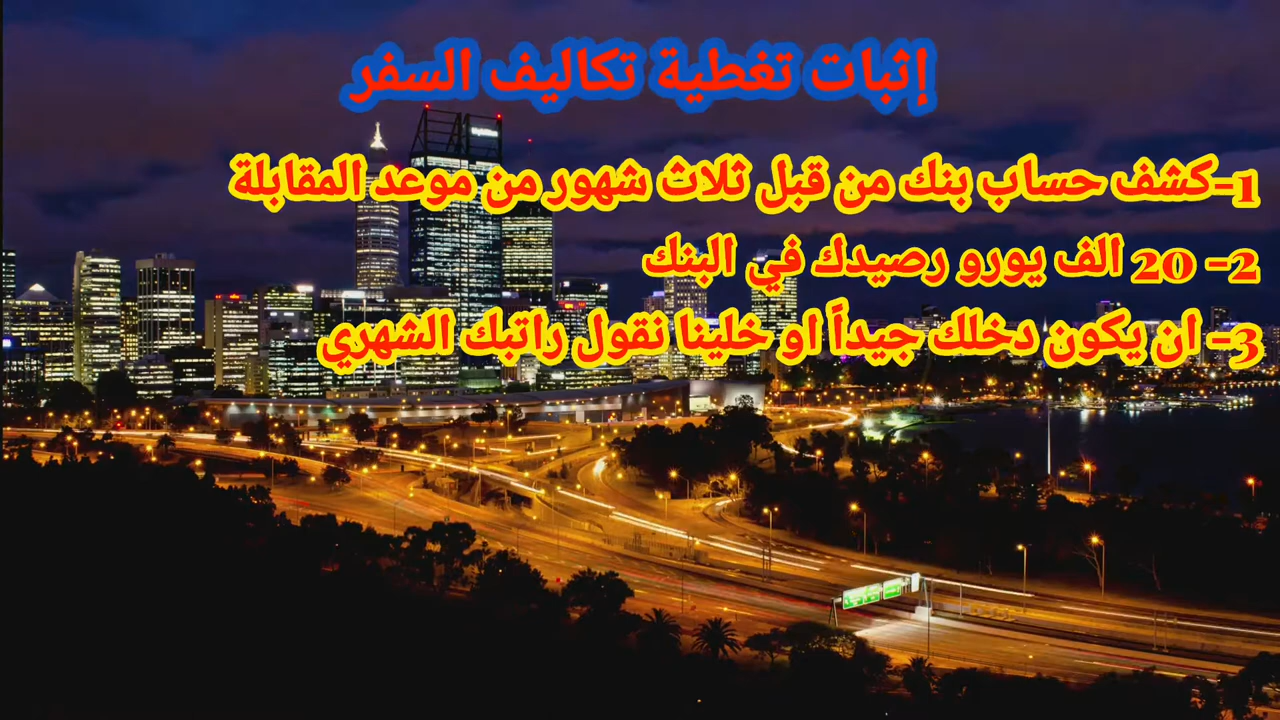 إثبات تغطية تكاليف السفر
1-كشف حساب بنك من قبل ثلاث شهور من موعد المقابلة
2- 20 الف يورو رصيدك في البنك
3- ان يكون دخلك جيداً او خلينا نقول راتبك الشهري